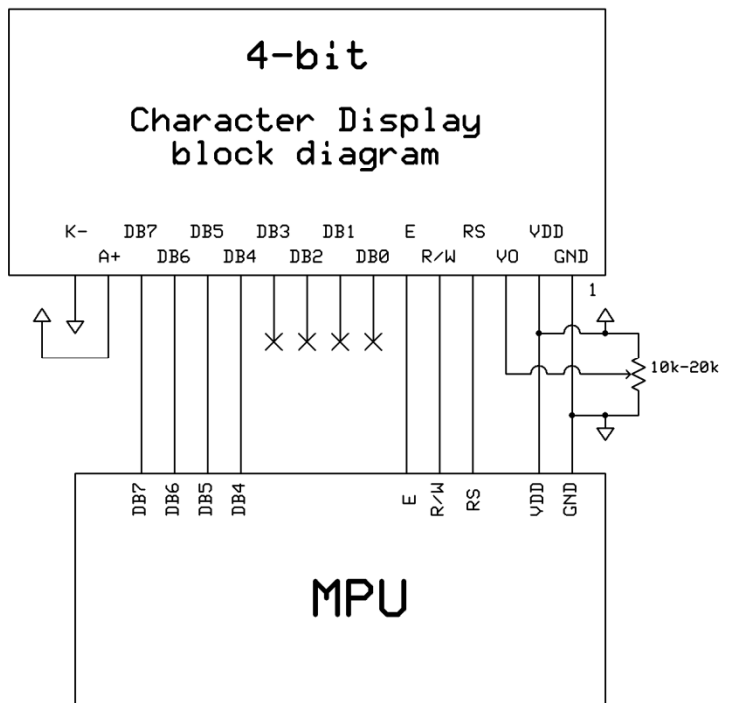 4-bit
Character Display
block diagram
K- DB7 DB5 DB3 DB1 E RS VDD
A+ DB6 DB4 DB2 DB0 R/W VO GND
1
10k-20k
DB7 DB6 DB5 DB4 E R/W RS VDD GND
MPU